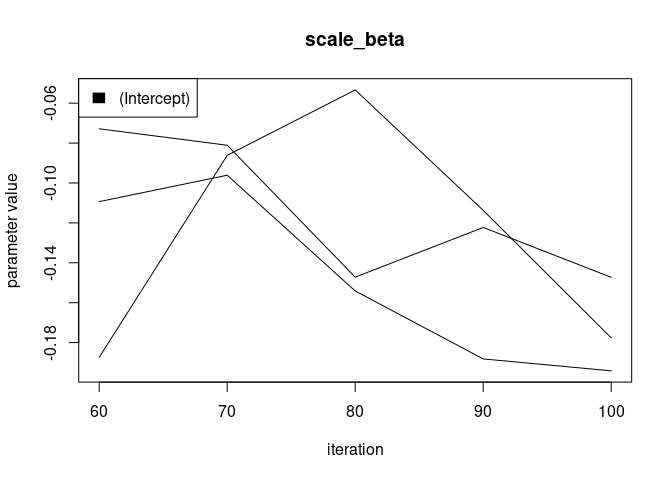 scale_beta
(Intercept)
parameter value
-0.06
-0.10
-0.14
-0.18
60 70 80 90 100
iteration